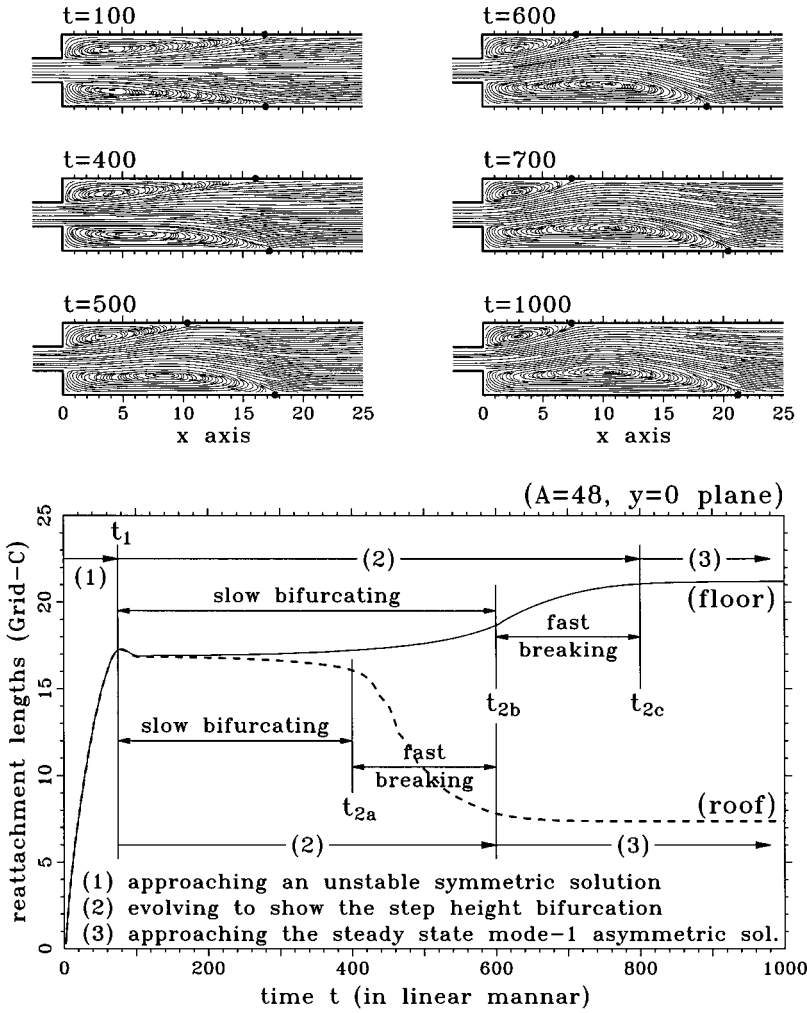 t=100
t=600
t=400
t=700
t=500
t=1000
0 5 10 15 20 25
x axis
0 5 10 15 20 25
x axis
(A=48, y=0 plane)
reattachment lengths (Grid-C)
25
20
15
10
5
0
t1
(1)
(2)
(3)
slow bifurcating
(floor)
fast
breaking
t2b
t2c
slow bifurcating
fast
breaking
t2a
(roof)
(2)
(3)
(1) approaching an unstable symmetric solution
(2) evolving to show the step height bifurcation
(3) approaching the steady state mode-1 asymmetric sol.
0 200 400 600 800 1000
time t (in linear mannar)